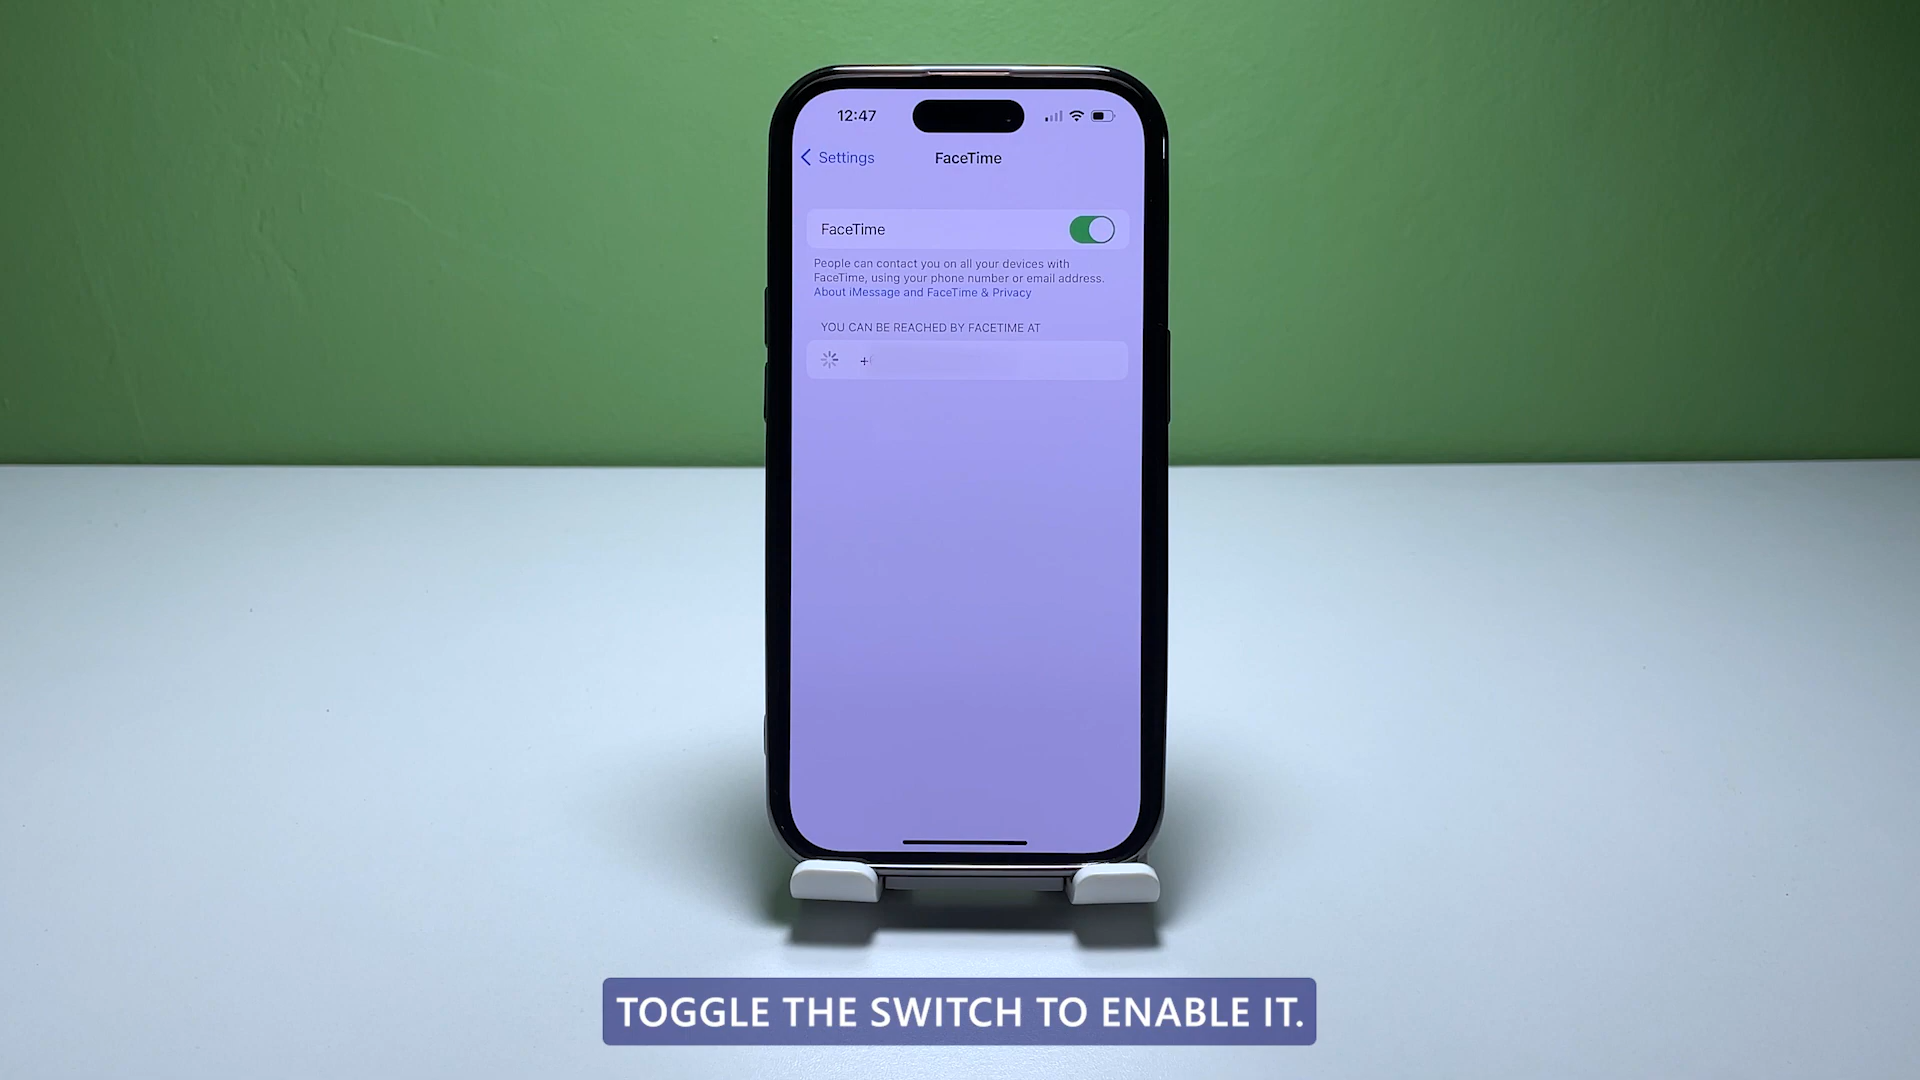 12:47
Settings
FaceTime
FaceTime
People can contact you on all your devices with
FaceTime, using your phone number or email address.
About iMessage and FaceTime & Privacy
YOU CAN BE REACHED BY FACETIME AT
+
TOGGLE THE SWITCH TO ENABLE IT.